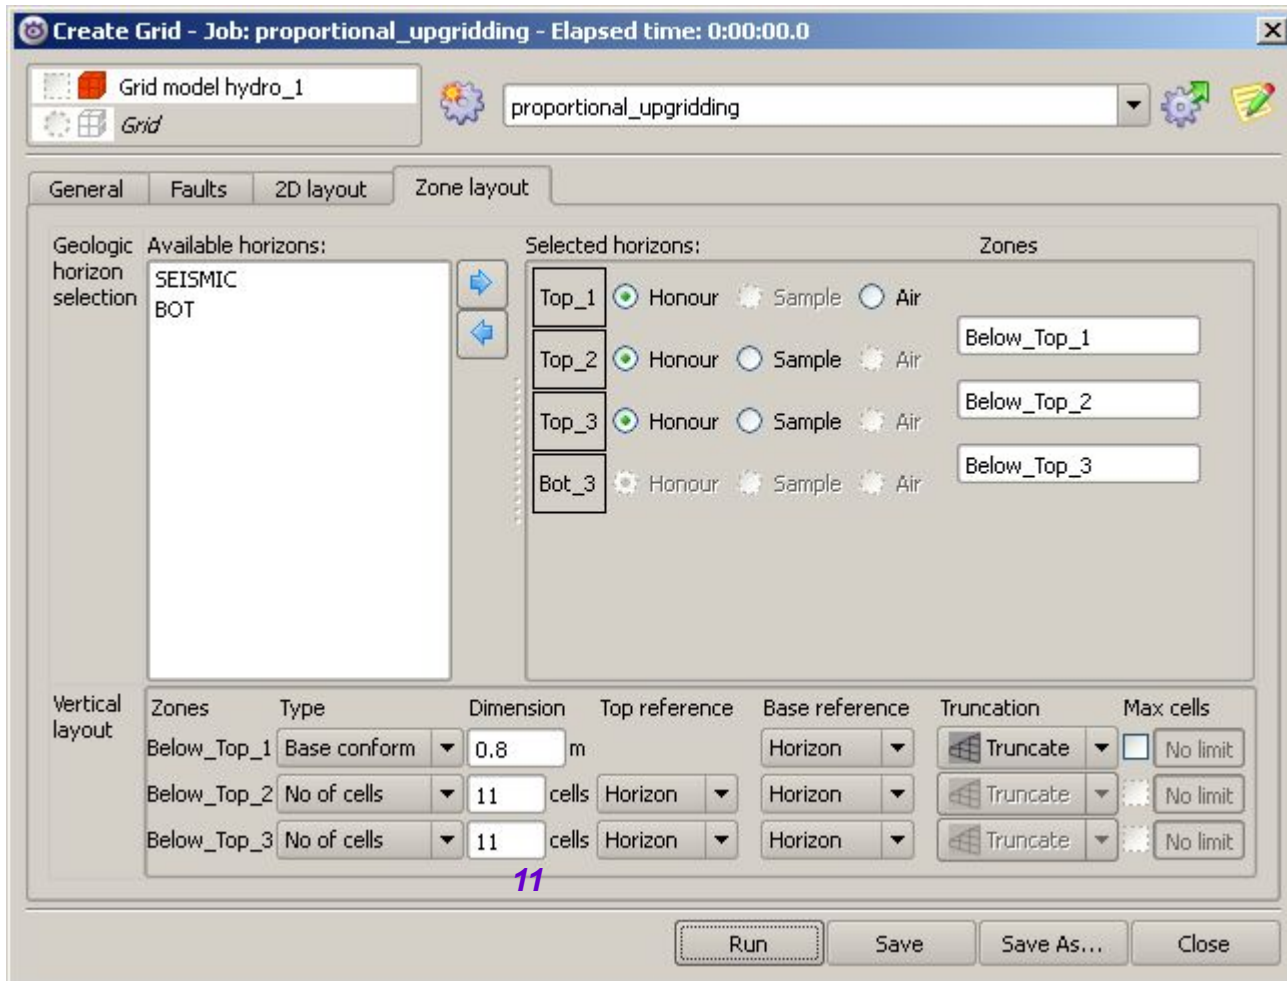 Create Grid - Job: proportional_upgridding - Elapsed time: 0:00:00.0
Grid model hydro_1
Grid
proportional_upgridding
General Faults 2D layout Zone layout
Geologic horizon selection
Available horizons:
SEISMIC
BOT
Selected horizons: Zones
Top_1 Honour Sample Air
Below_Top_1
Top_2 Honour Sample Air
Below_Top_2
Top_3 Honour Sample Air
Below_Top_3
Bot_3 Honour Sample Air
Vertical layout
Zones Type Dimension Top reference Base reference Truncation Max cells
Below_Top_1 Base conform 0.8 m Horizon Truncate No limit
Below_Top_2 No of cells 11 cells Horizon Horizon Truncate No limit
Below_Top_3 No of cells 11 cells Horizon Horizon Truncate No limit
11
Run Save Save As... Close